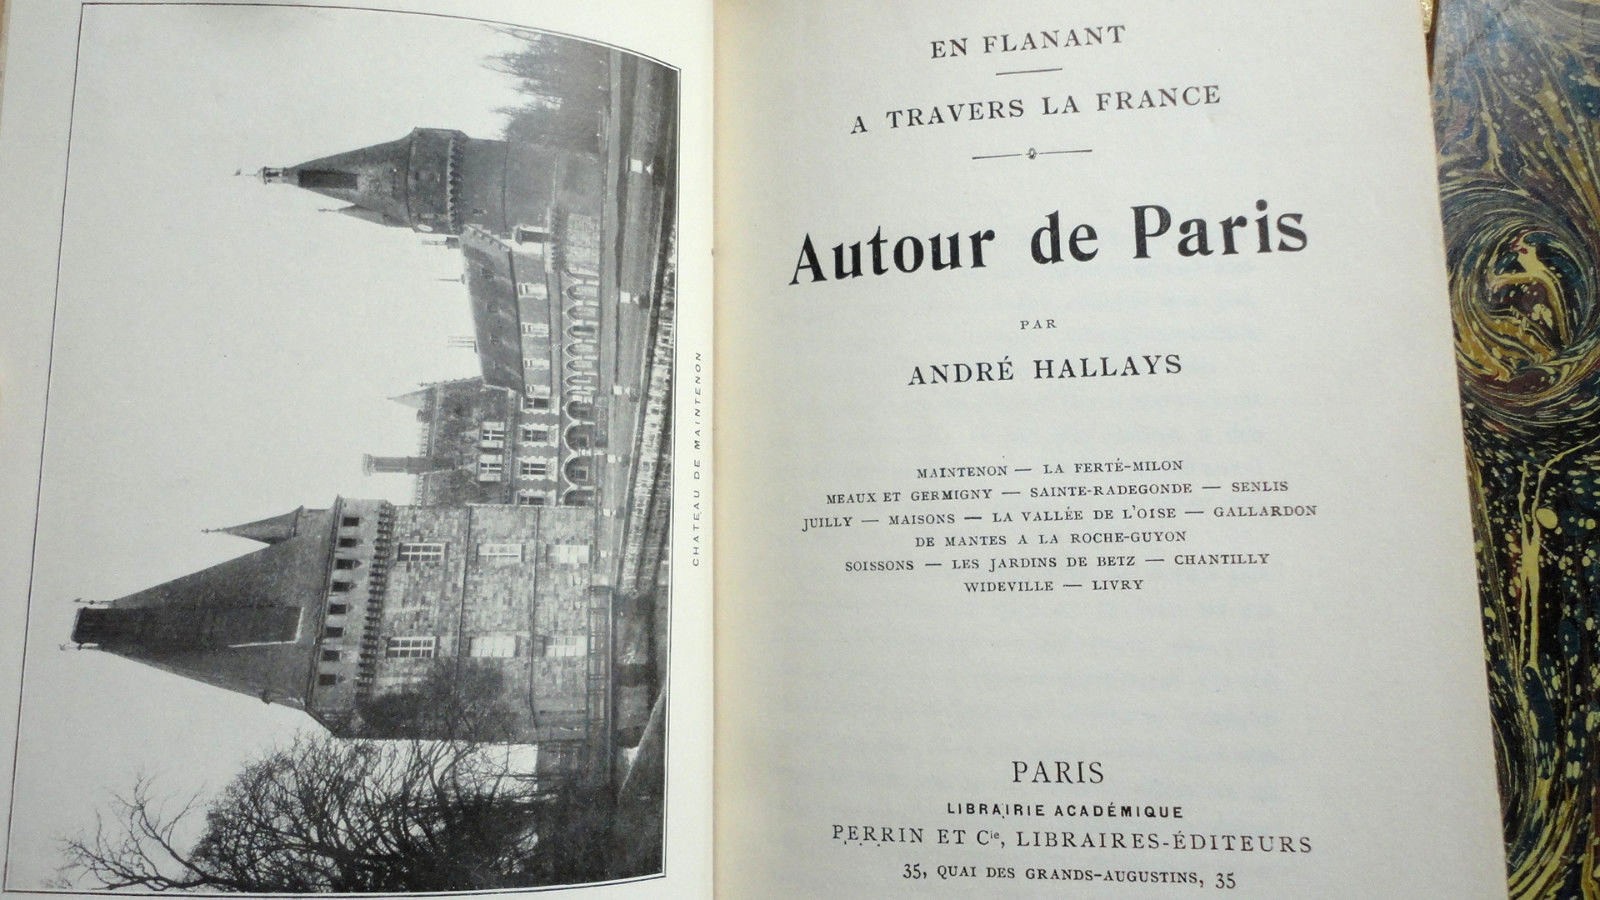 CHATEAU DE MAINTENON
EN FLANANT
A TRAVERS LA FRANCE
Autour de Paris
PAR
ANDRÉ HALLAYS
MAINTENON — LA FERTÉ-MILON
MEAUX ET GERMIGNY — SAINTE-RADEGONDE — SENLIS
JUILLY — MAISONS — LA VALLÉE DE L'OISE — GALLARDON
DE MANTES A LA ROCHE-GUYON
SOISSONS — LES JARDINS DE BETZ — CHANTILLY
WIDEVILLE — LIVRY
PARIS
LIBRAIRIE ACADÉMIQUE
PERRIN ET Cie, LIBRAIRES-ÉDITEURS
35, QUAI DES GRANDS-AUGUSTINS, 35